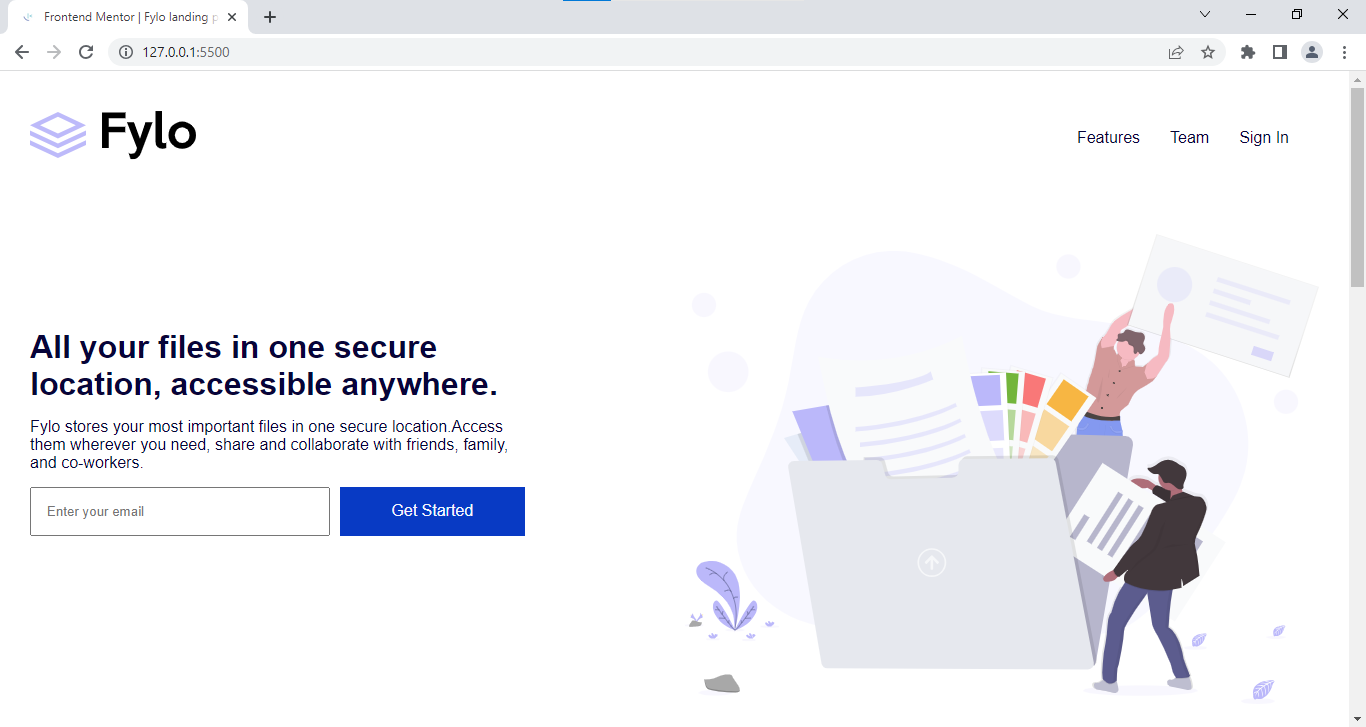 Frontend Mentor | Fylo landing p
127.0.0.1:5500
Fylo
Features Team Sign In
All your files in one secure
location, accessible anywhere.
Fylo stores your most important files in one secure location.Access
them wherever you need, share and collaborate with friends, family,
and co-workers.
Enter your email
Get Started